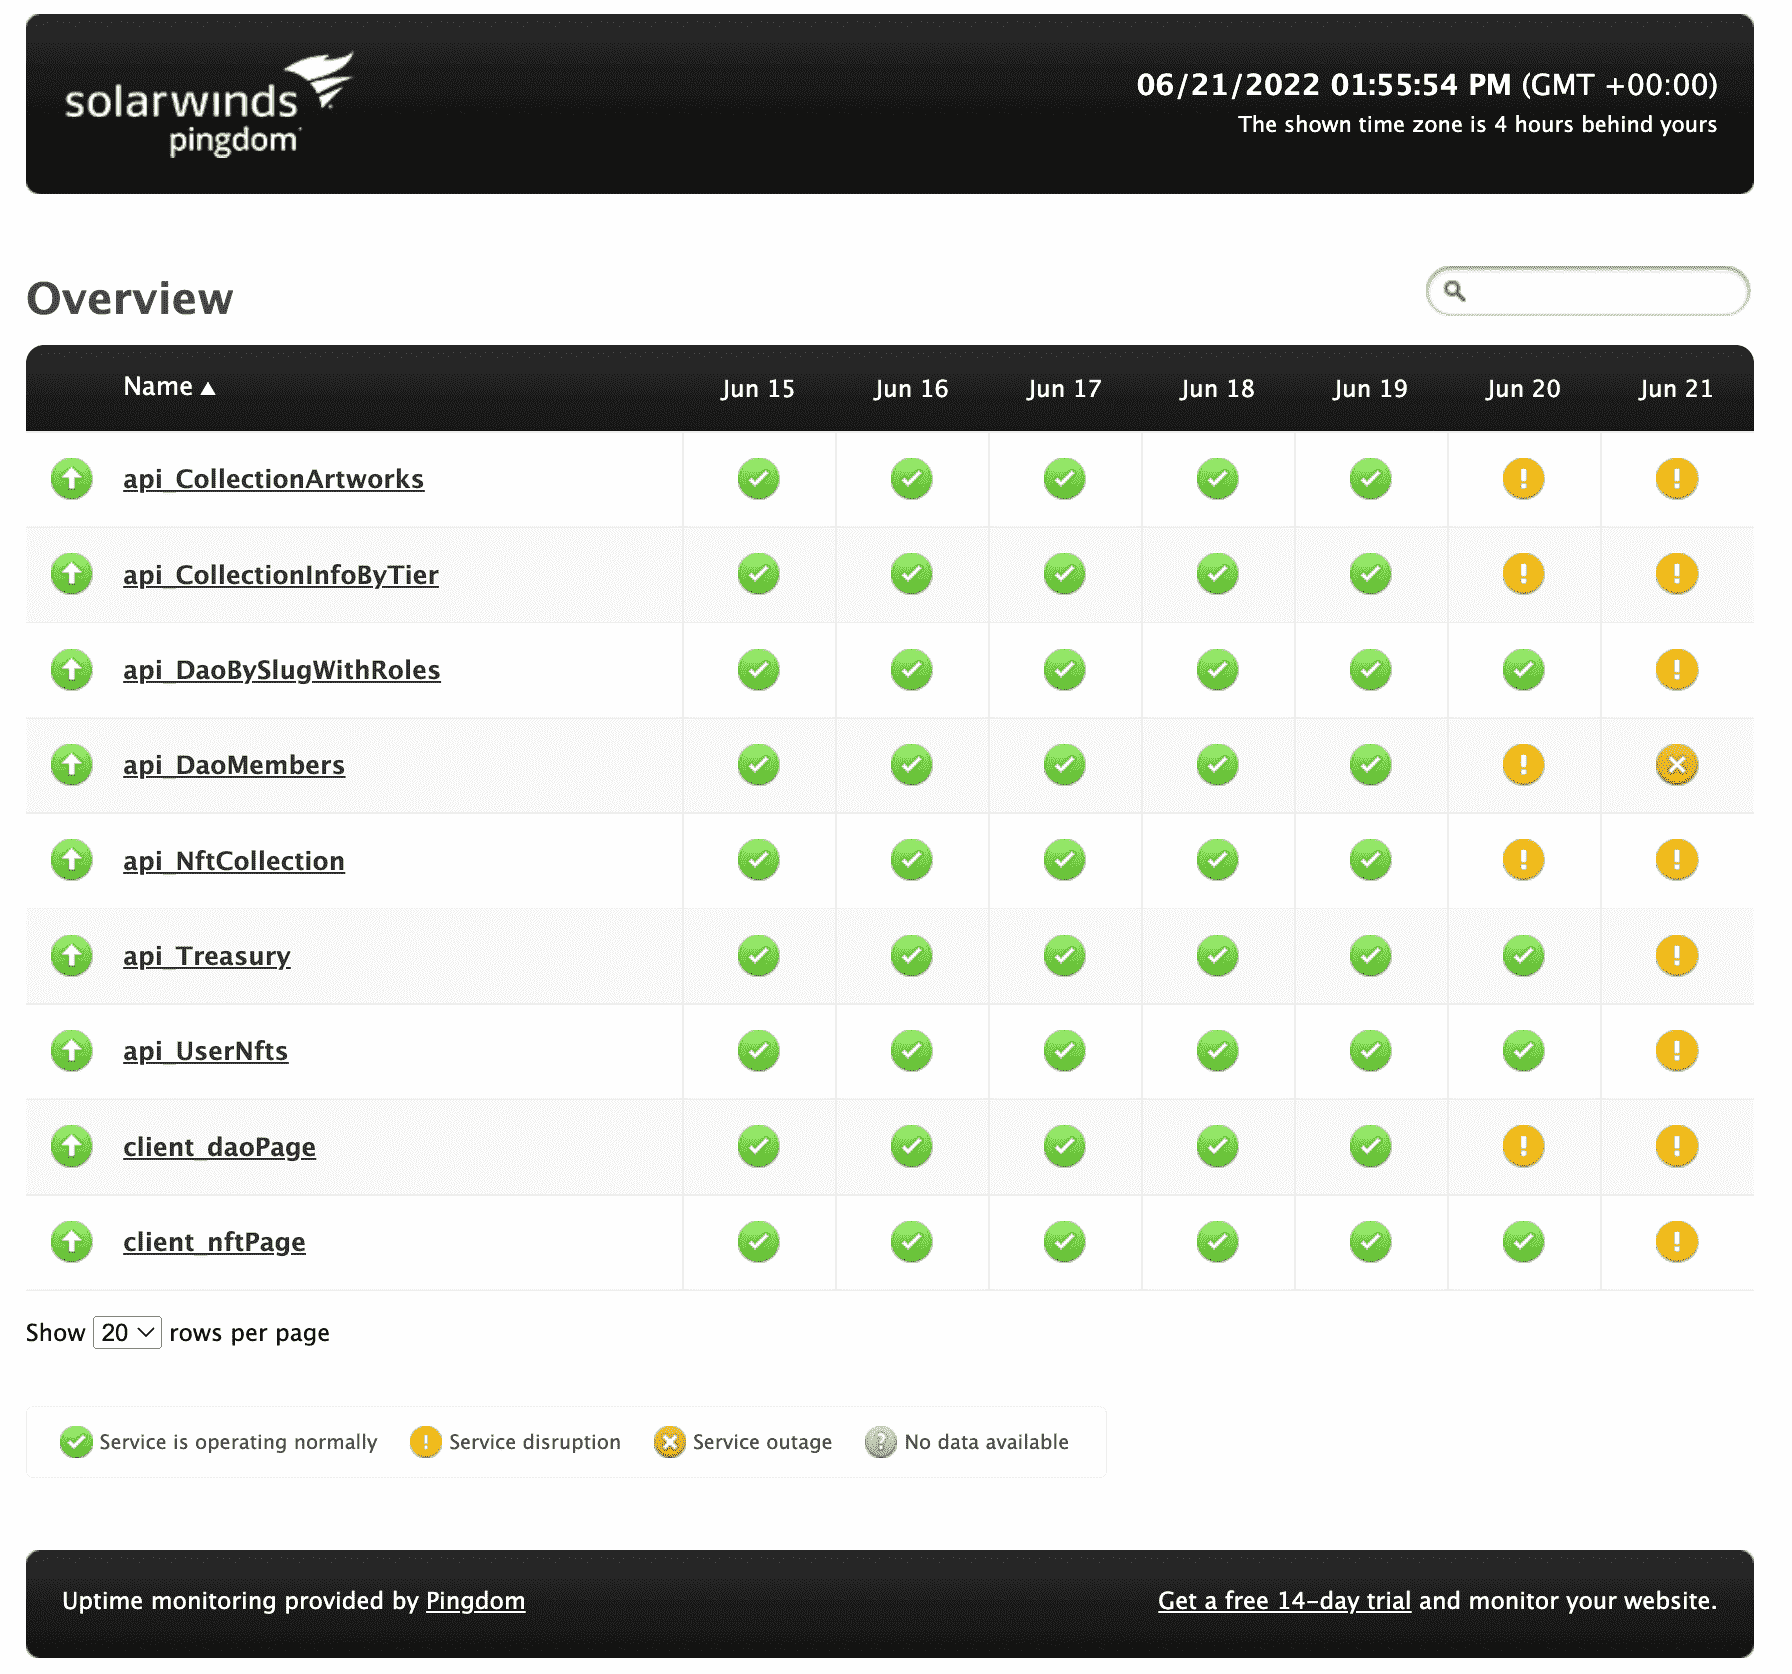 solarwinds
pingdom
06/21/2022 01:55:54 PM (GMT +00:00)
The shown time zone is 4 hours behind yours
Overview
Name ▲ Jun 15 Jun 16 Jun 17 Jun 18 Jun 19 Jun 20 Jun 21
api_CollectionArtworks
api_CollectionInfoByTier
api_DaoBySlugWithRoles
api_DaoMembers
api_NftCollection
api_Treasury
api_UserNfts
client_daoPage
client_nftPage
Show 20 rows per page
Service is operating normally Service disruption Service outage No data available
Uptime monitoring provided by Pingdom Get a free 14-day trial and monitor your website.